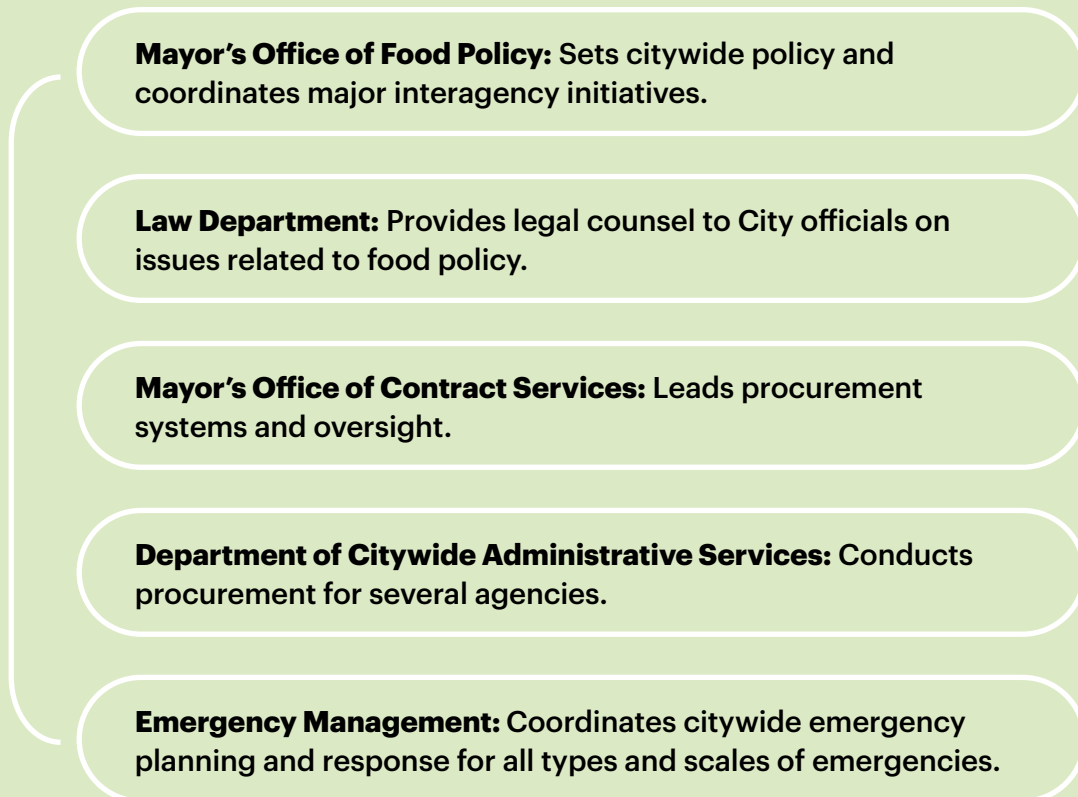 Mayor’s Office of Food Policy: Sets citywide policy and
coordinates major interagency initiatives.
Law Department: Provides legal counsel to City officials on
issues related to food policy.
Mayor’s Office of Contract Services: Leads procurement
systems and oversight.
Department of Citywide Administrative Services: Conducts
procurement for several agencies.
Emergency Management: Coordinates citywide emergency
planning and response for all types and scales of emergencies.